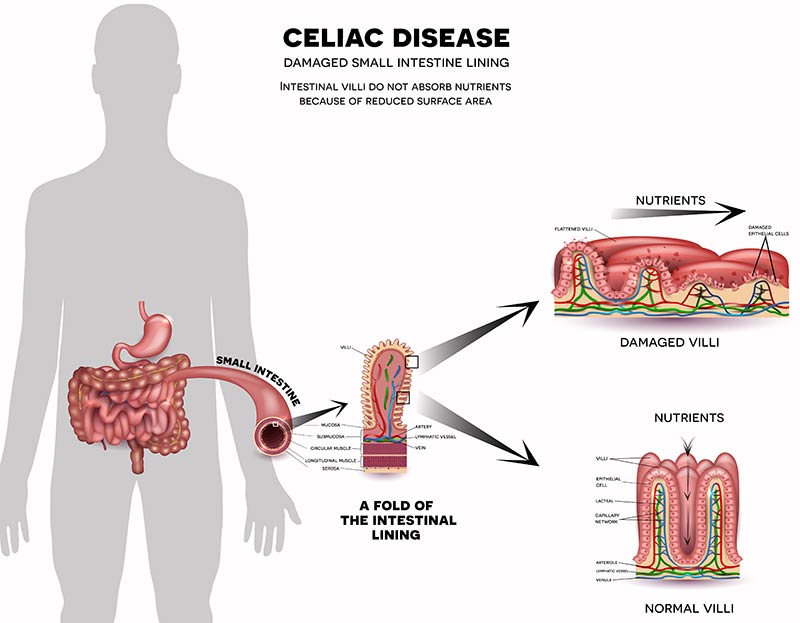 CELIAC DISEASE
DAMAGED SMALL INTESTINE LINING
INTESTINAL VILLI DO NOT ABSORB NUTRIENTS
BECAUSE OF REDUCED SURFACE AREA
NUTRIENTS
FLATTENED VILLI
DAMAGED
EPITHELIAL CELLS
DAMAGED VILLI
SMALL INTESTINE
VILLI
MUCOSA
SUBMUCOSA
CIRCULAR MUSCLE
LONGITUDINAL MUSCLE
SEROSA
ARTERY
LYMPHATIC VESSEL
VEIN
A FOLD OF
THE INTESTINAL
LINING
NUTRIENTS
VILLI
EPITHELIAL
CELL
LACTEAL
CAPILLARY
NETWORK
ARTERIOLE
LYMPHATIC VESSEL
VENULE
NORMAL VILLI